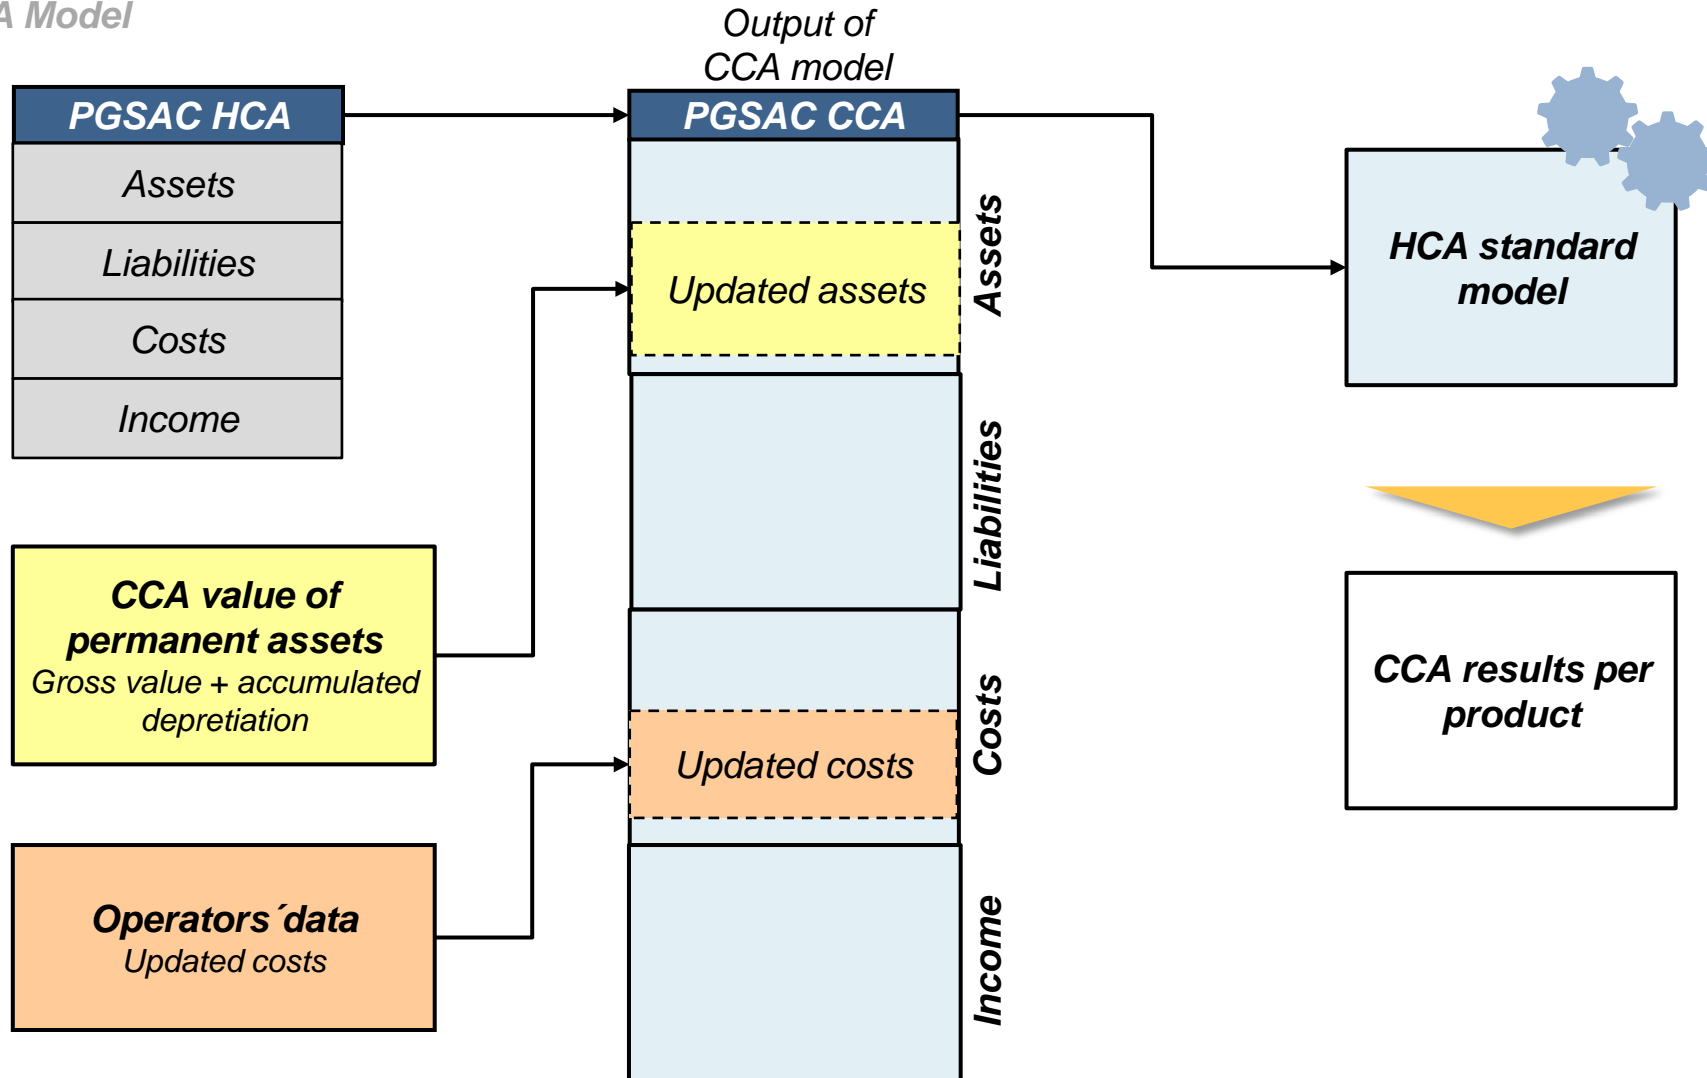 A Model
Output of
CCA model
PGSAC HCA
Assets
Liabilities
Costs
Income
CCA value of
permanent assets
Gross value + accumulated
depretiation
Operators´data
Updated costs
PGSAC CCA
Updated assets
Updated costs
Assets
Liabilities
Costs
Income
HCA standard
model
CCA results per
product